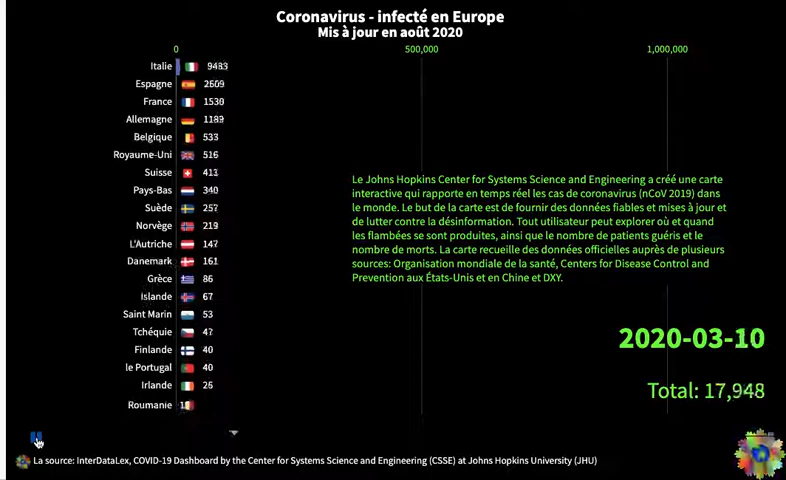 Coronavirus - infecté en Europe
Mis à jour en août 2020
0 500,000 1,000,000
Italie
Espagne 2609
France 1530
Allemagne 1189
Belgique 533
Royaume-Uni 516
Suisse 411
Pays-Bas 340
Suède 257
Norvège 219
L'Autriche 147
Danemark 161
Grèce 86
Islande 67
Saint Marin 53
Tchéquie 47
Finlande 40
le Portugal 40
Irlande 26
Roumanie
Le Johns Hopkins Center for Systems Science and Engineering a créé une carte
interactive qui rapporte en temps réel les cas de coronavirus (nCoV 2019) dans
le monde. Le but de la carte est de fournir des données fiables et mises à jour et
de lutter contre la désinformation. Tout utilisateur peut explorer où et quand
les flambées se sont produites, ainsi que le nombre de patients guéris et le
nombre de morts. La carte recueille des données officielles auprès de plusieurs
sources: Organisation mondiale de la santé, Centers for Disease Control and
Prevention aux États-Unis et en Chine et DXY.
2020-03-10
Total: 17,948
La source: InterDataLex, COVID-19 Dashboard by the Center for Systems Science and Engineering (CSSE) at Johns Hopkins University (JHU)